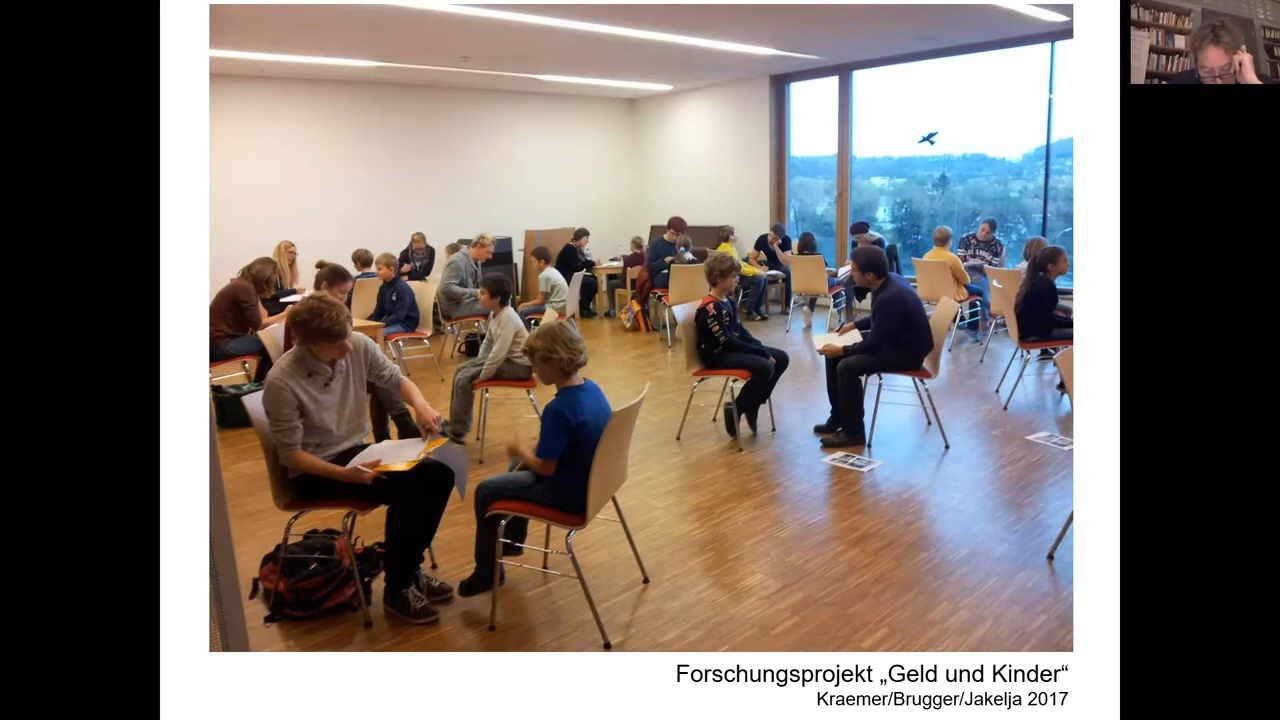 Forschungsprojekt „Geld und Kinder“
Kraemer/Brugger/Jakelja 2017